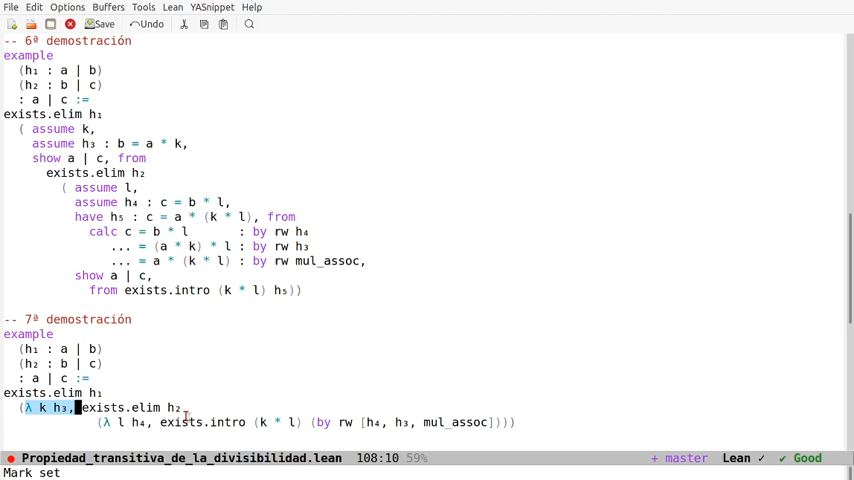 File Edit Options Buffers Tools Lean YASnippet Help
Save Undo
-- 6ª demostración
example
(h₁ : a | b)
(h₂ : b | c)
: a | c :=
exists.elim h₁
( assume k,
assume h₃ : b = a * k,
show a | c, from
exists.elim h₂
( assume l,
assume h₄ : c = b * l,
have h₅ : c = a * (k * l), from
calc c = b * l : by rw h₄
... = (a * k) * l : by rw h₃
... = a * (k * l) : by rw mul_assoc,
show a | c,
from exists.intro (k * l) h₅))
-- 7ª demostración
example
(h₁ : a | b)
(h₂ : b | c)
: a | c :=
exists.elim h₁
(λ k h₃, exists.elim h₂
(λ l h₄, exists.intro (k * l) (by rw [h₄, h₃, mul_assoc])))
Propiedad_transitiva_de_la_divisibilidad.lean 108:10 59% + master Lean ✓ ✔ Good
Mark set